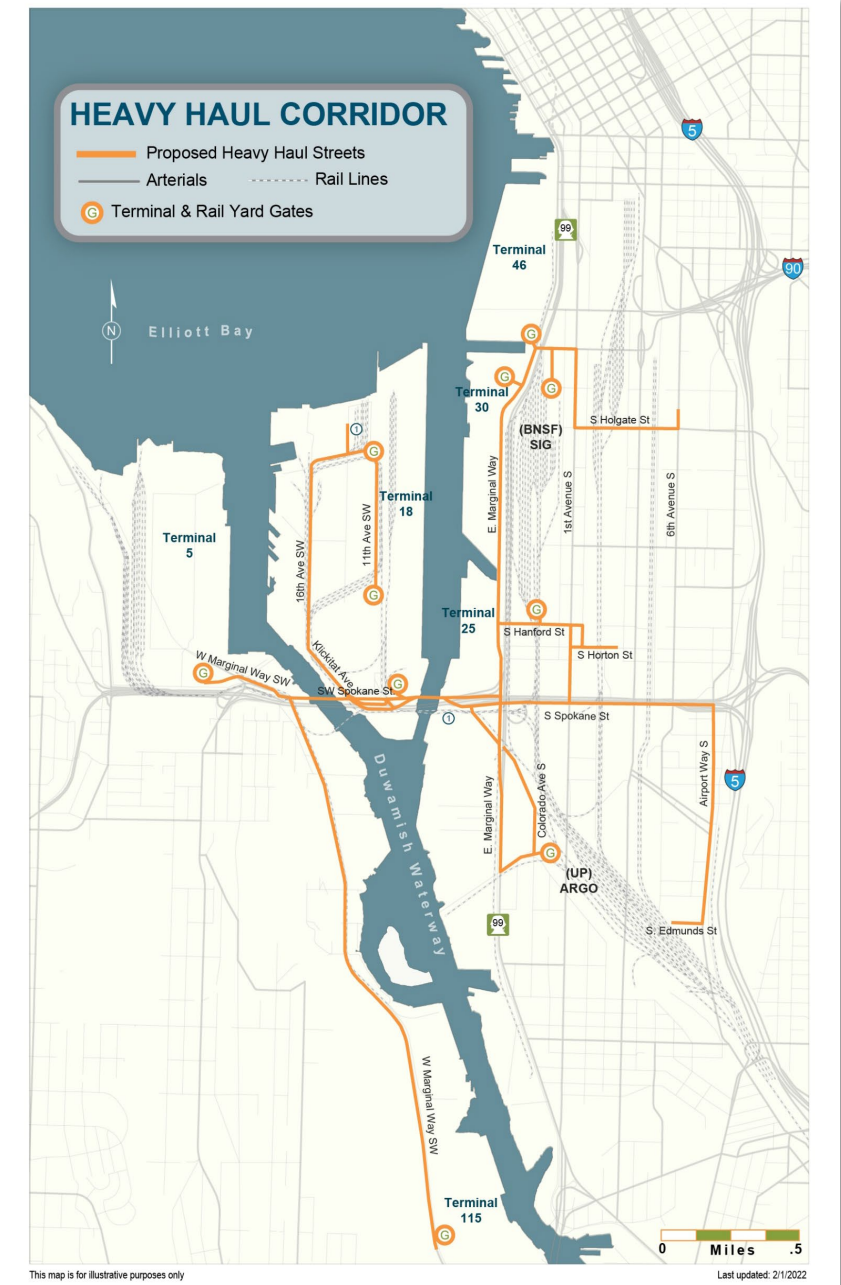 HEAVY HAUL CORRIDOR
Proposed Heavy Haul Streets
Arterials
Rail Lines
G
Terminal & Rail Yard Gates
5
99
Terminal
46
90
N
Elliott Bay
G
G
G
Terminal
30
S Holgate St
(BNSF)
SIG
1
G
E. Marginal Way
1st Avenue S
6th Avenue S
Terminal
18
11th Ave SW
16th Ave SW
Terminal
5
G
G
Terminal
25
S Hanford St
Klickitat Ave
S Horton St
W Marginal Way SW
G
G
SW Spokane St
1
S Spokane St
Airport Way S
5
Duwamish Waterway
E. Marginal Way
Colorado Ave S
G
(UP)
ARGO
99
S. Edmunds St
W Marginal Way SW
Terminal
115
G
0 Miles .5
This map is for illustrative purposes only
Last updated: 2/1/2022